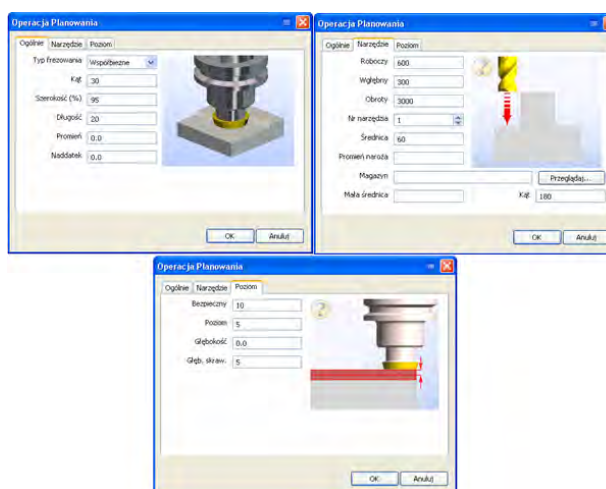 Operacja Planowania
Ogólnie Narzędzie Poziom
Typ frezowania Współbieżne
Kąt 30
Szerokość (%) 95
Długość 20
Promień 0.0
Naddatek 0.0
OK Anuluj
Operacja Planowania
Ogólnie Narzędzie Poziom
Roboczy 600
Wgłębny 300
Obroty 3000
Nr narzędzia 1
Średnica 60
Promień naroża
Magazyn Przeglądaj...
Mała średnica Kąt 180
OK Anuluj
Operacja Planowania
Ogólnie Narzędzie Poziom
Bezpieczny 10
Poziom 5
Głębokość 0.0
Głęb. skraw. 5
OK Anuluj